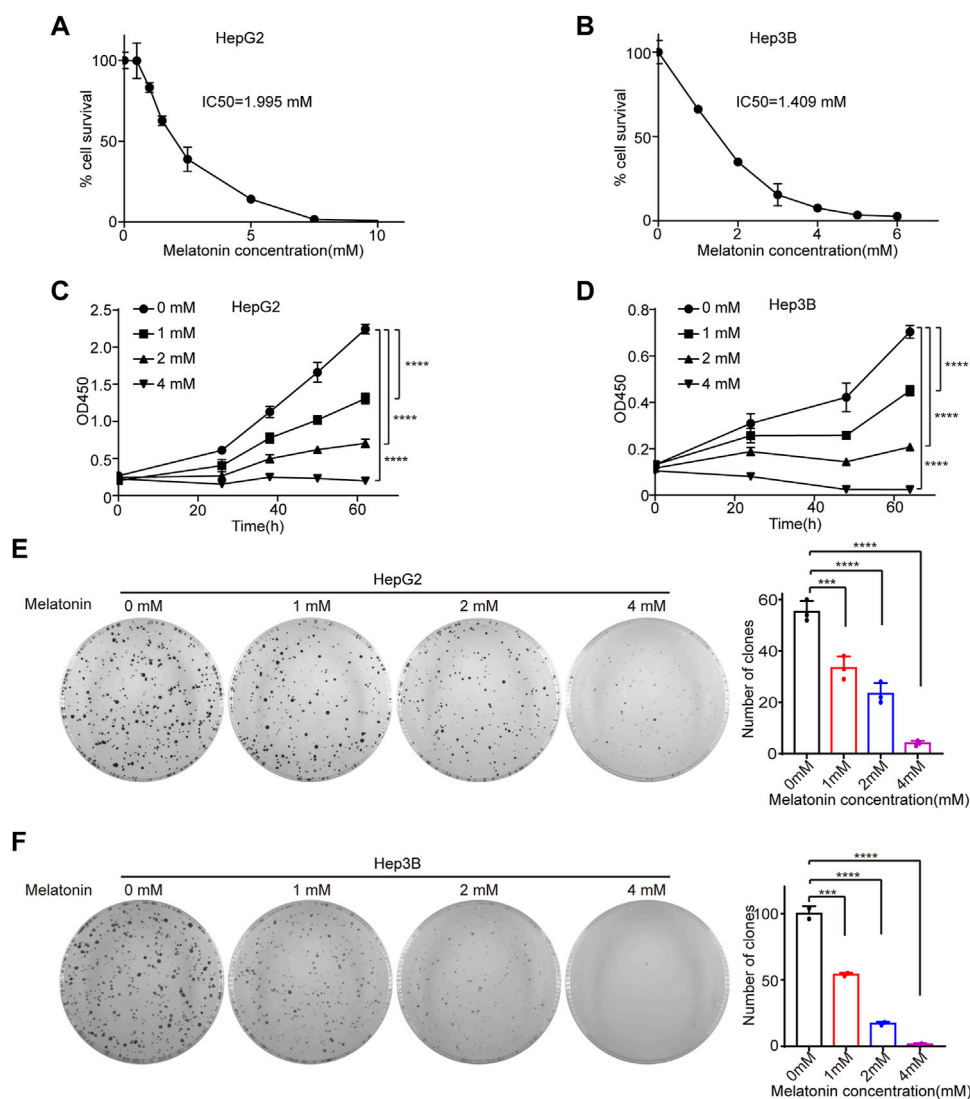 A
HepG2
100
50
0
% cell survival
IC50=1.995 mM
0 5 10
Melatonin concentration(mM)
B
Hep3B
100
50
0
% cell survival
IC50=1.409 mM
0 2 4 6
Melatonin concentration(mM)
C
HepG2
0 mM
1 mM
2 mM
4 mM
2.5
2.0
1.5
1.0
0.5
0
OD450
****
****
****
0 20 40 60
Time(h)
D
Hep3B
0 mM
1 mM
2 mM
4 mM
0.8
0.6
0.4
0.2
0
OD450
****
****
****
0 20 40 60
Time(h)
E
HepG2
Melatonin 0 mM 1 mM 2 mM 4 mM
****
****
***
60
40
20
0
Number of clones
0mM 1mM 2mM 4mM
Melatonin concentration(mM)
F
Hep3B
Melatonin 0 mM 1 mM 2 mM 4 mM
****
****
***
100
50
0
Number of clones
0mM 1mM 2mM 4mM
Melatonin concentration(mM)